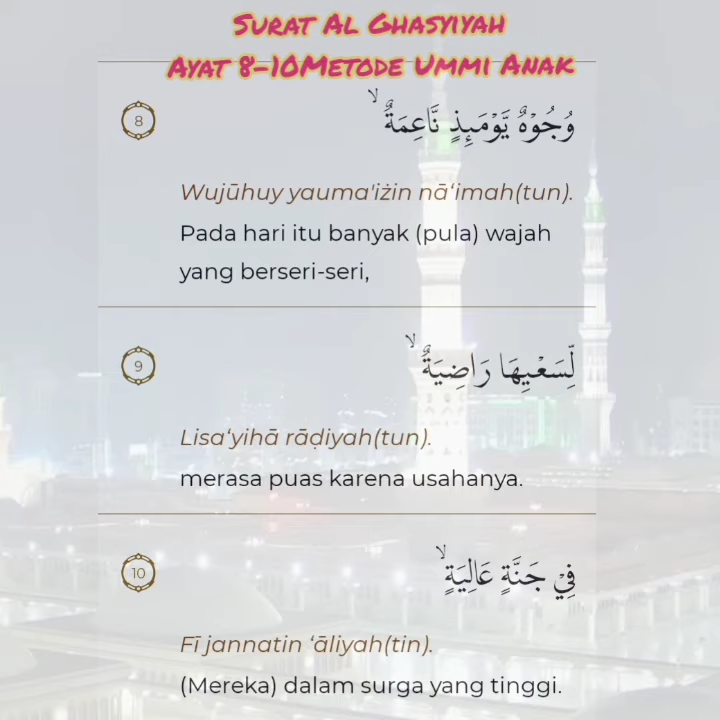 Surat Al Ghasyiyah
Ayat 8-10Metode Ummi Anak
8
وُجُوْهٌ يَّوْمَىِٕذٍ نَّاعِمَةٌ ۙ
Wujūhuy yauma'iżin nā‘imah(tun).
Pada hari itu banyak (pula) wajah
yang berseri-seri,
9
لِّسَعْيِهَا رَاضِيَةٌ ۙ
Lisa‘yihā rāḍiyah(tun).
merasa puas karena usahanya.
10
فِيْ جَنَّةٍ عَالِيَةٍ ۙ
Fī jannatin ‘āliyah(tin).
(Mereka) dalam surga yang tinggi.